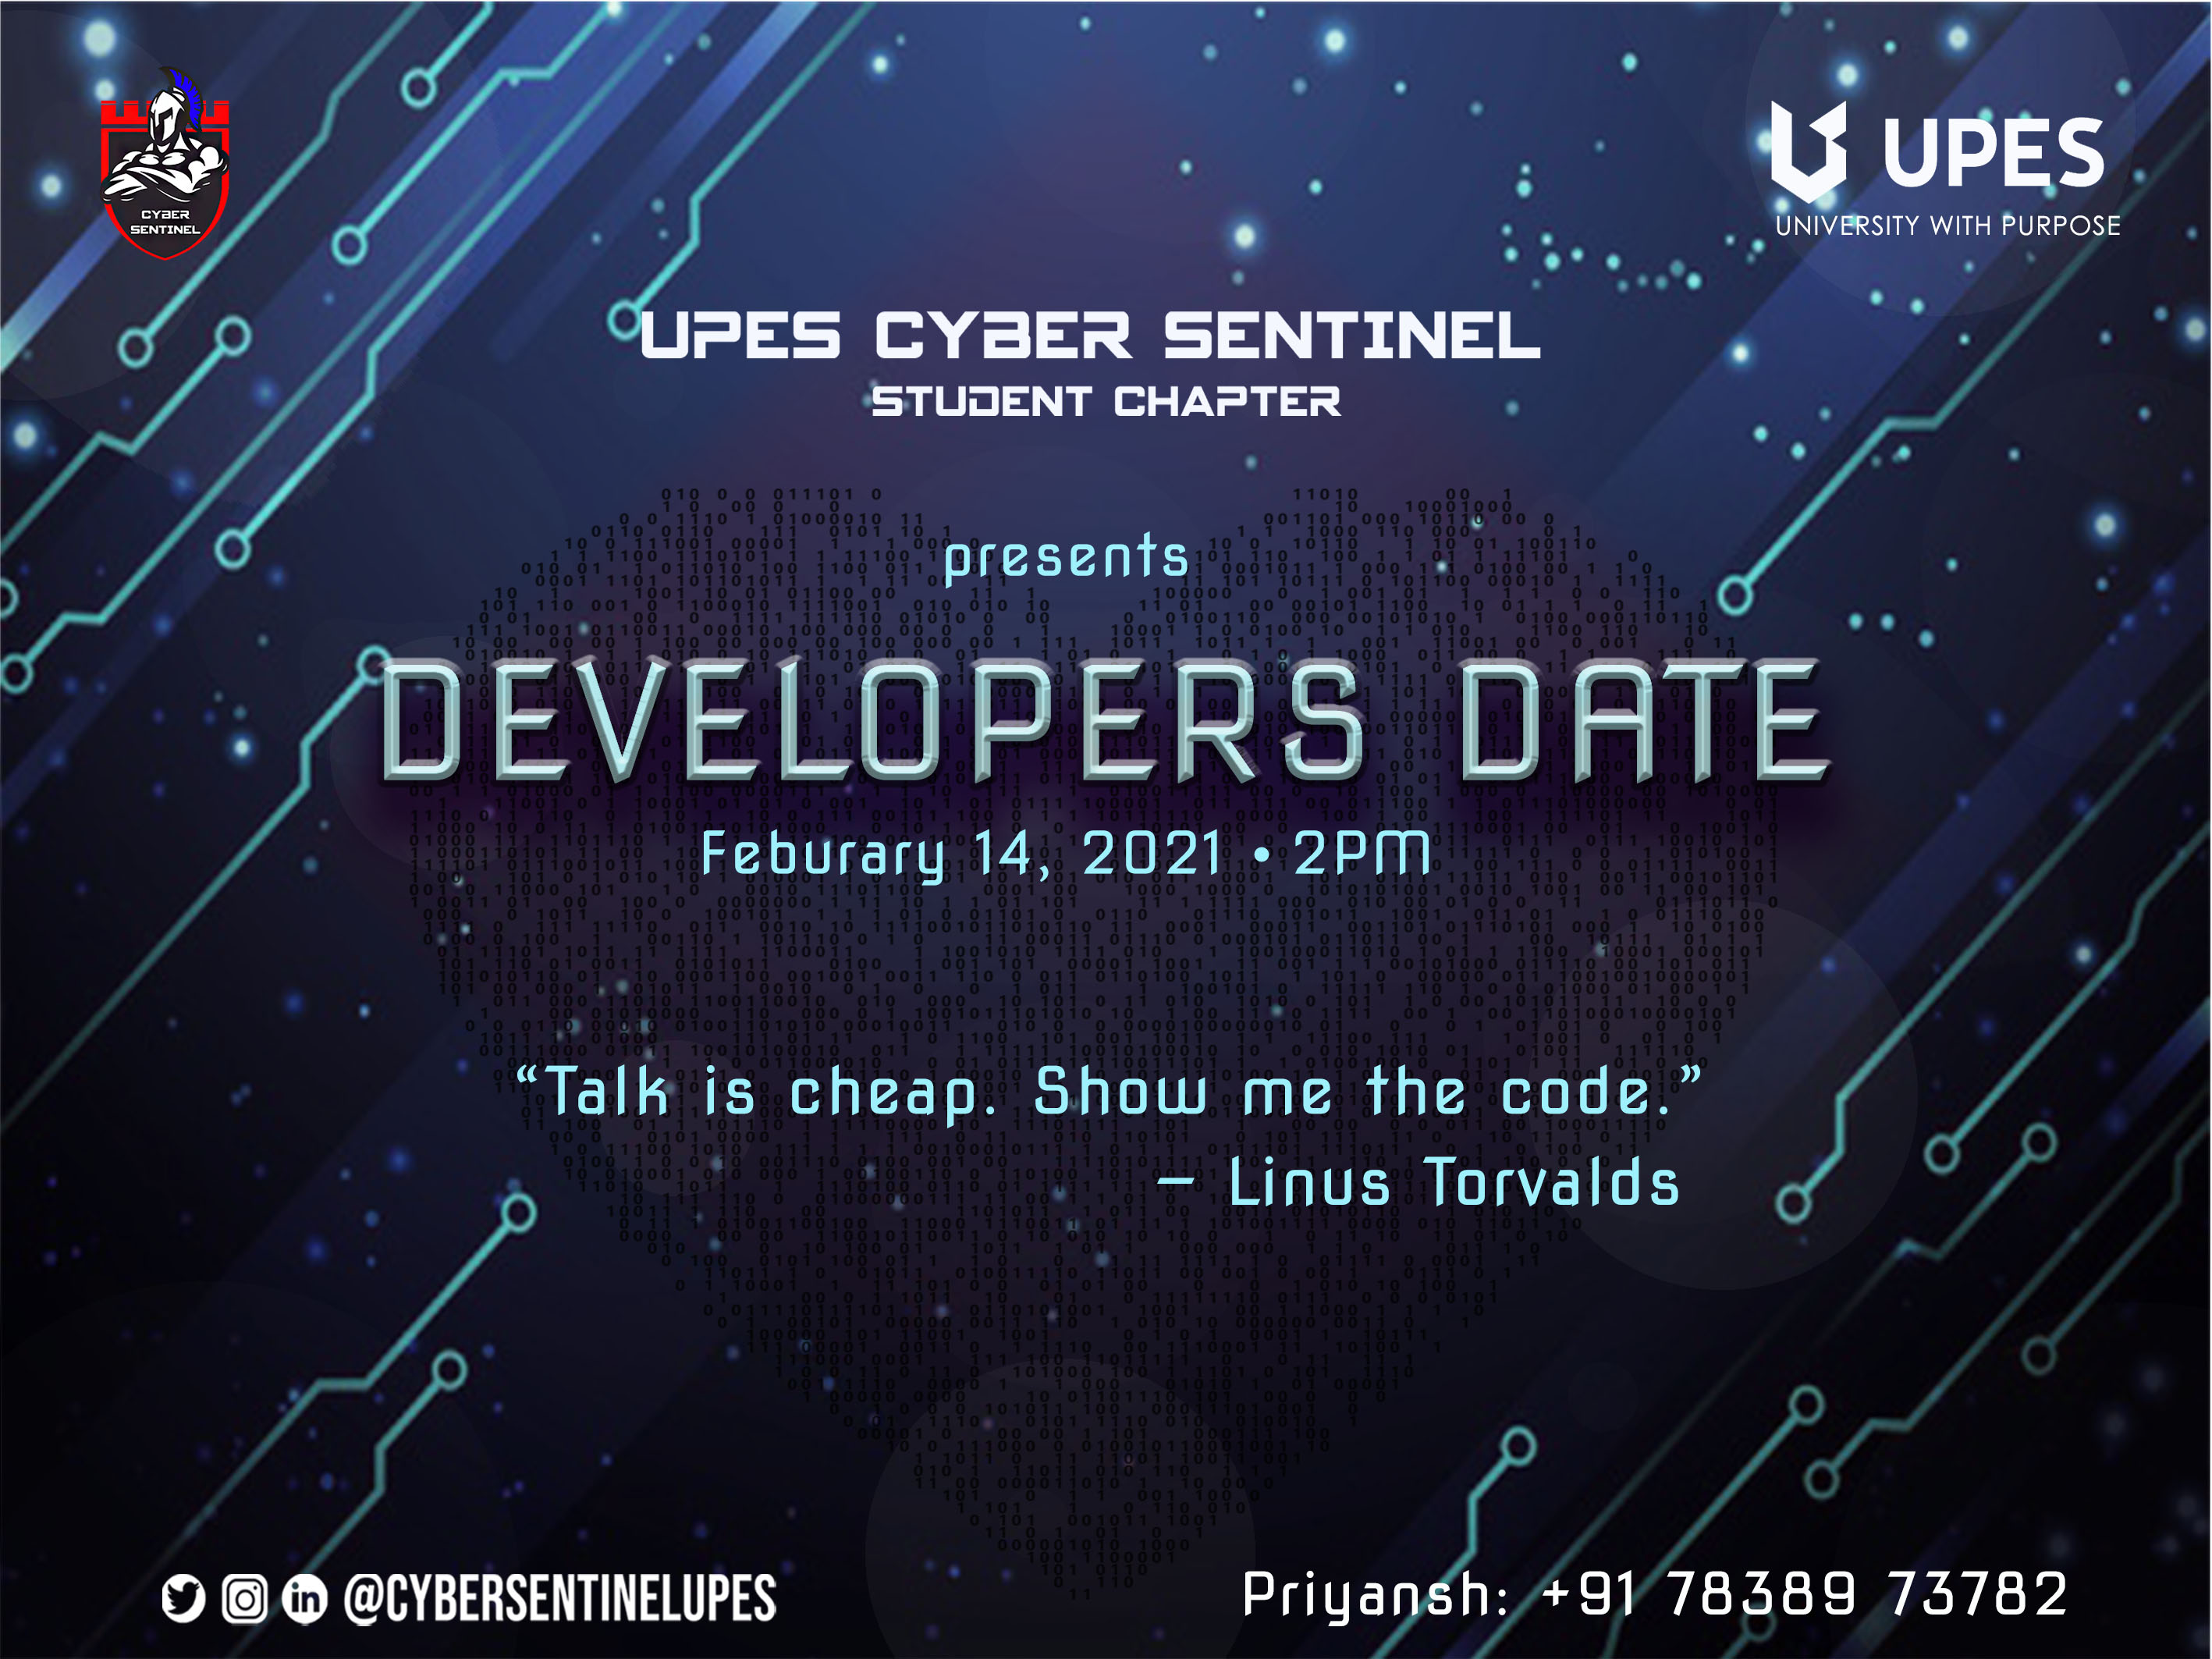 CYBER
SENTINEL
UPES
UNIVERSITY WITH PURPOSE
UPES CYBER SENTINEL
STUDENT CHAPTER
presents
DEVELOPERS DATE
Feburary 14, 2021 • 2PM
“Talk is cheap. Show me the code.”
– Linus Torvalds
@CYBERSENTINELUPES
Priyansh: +91 78389 73782